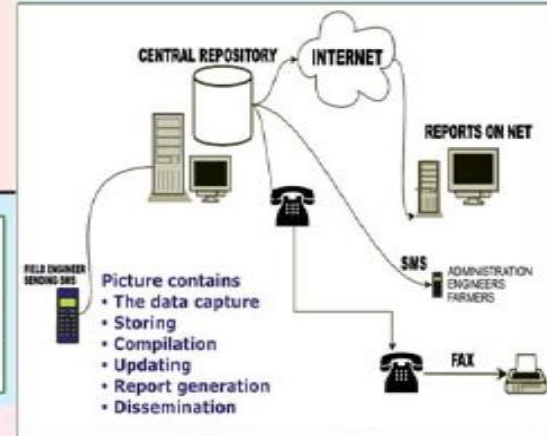 CENTRAL REPOSITORY
INTERNET
REPORTS ON NET
FIELD ENGINEER
SENDING SMS
SMS
ADMINISTRATION
ENGINEERS
FARMERS
Picture contains
• The data capture
• Storing
• Compilation
• Updating
• Report generation
• Dissemination
FAX